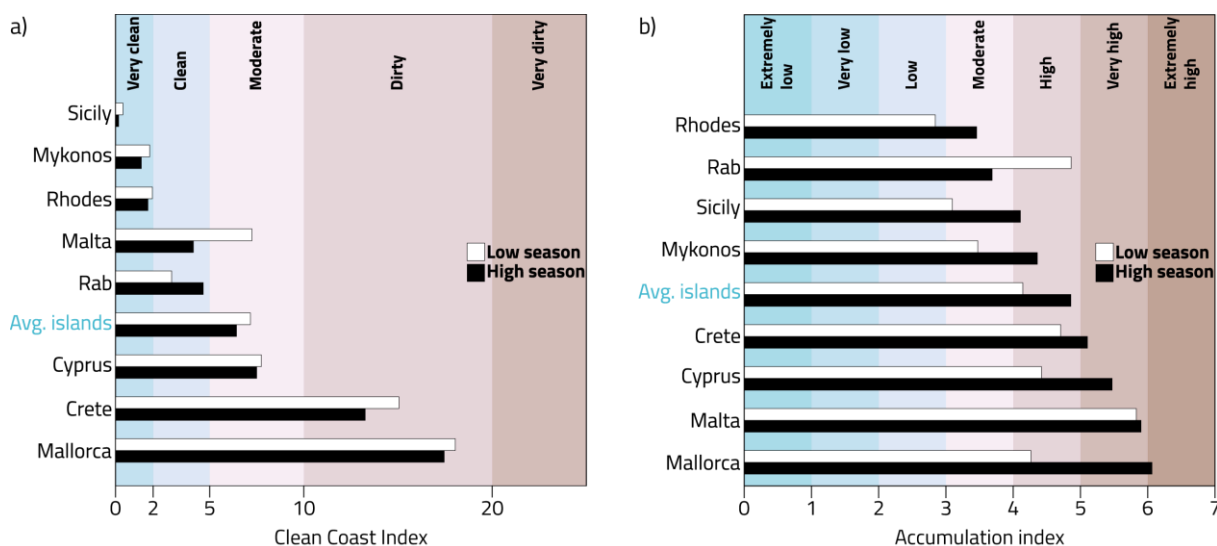 a)
Very clean
Clean
Moderate
Dirty
Very dirty
Sicily
Mykonos
Rhodes
Malta
Rab
Avg. islands
Cyprus
Crete
Mallorca
Low season
High season
0 2 5 10 20
Clean Coast Index
b)
Extremely
low
Very low
Low
Moderate
High
Very high
Extremely
high
Rhodes
Rab
Sicily
Mykonos
Avg. islands
Crete
Cyprus
Malta
Mallorca
Low season
High season
0 1 2 3 4 5 6 7
Accumulation index